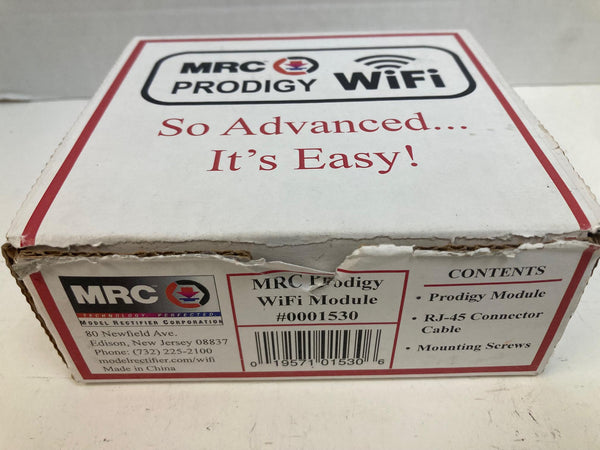 MRC
PRODIGY WiFi
So Advanced...
It's Easy!
MRC
TECHNOLOGY, PERFECTED
MODEL RECTIFIER CORPORATION
80 Newfield Ave.
Edison, New Jersey 08837
Phone: (732) 225-2100
modelrectifier.com/wifi
Made in China
MRC Prodigy
WiFi Module
#0001530
0 19571 01530 6
CONTENTS
• Prodigy Module
• RJ-45 Connector
Cable
• Mounting Screws